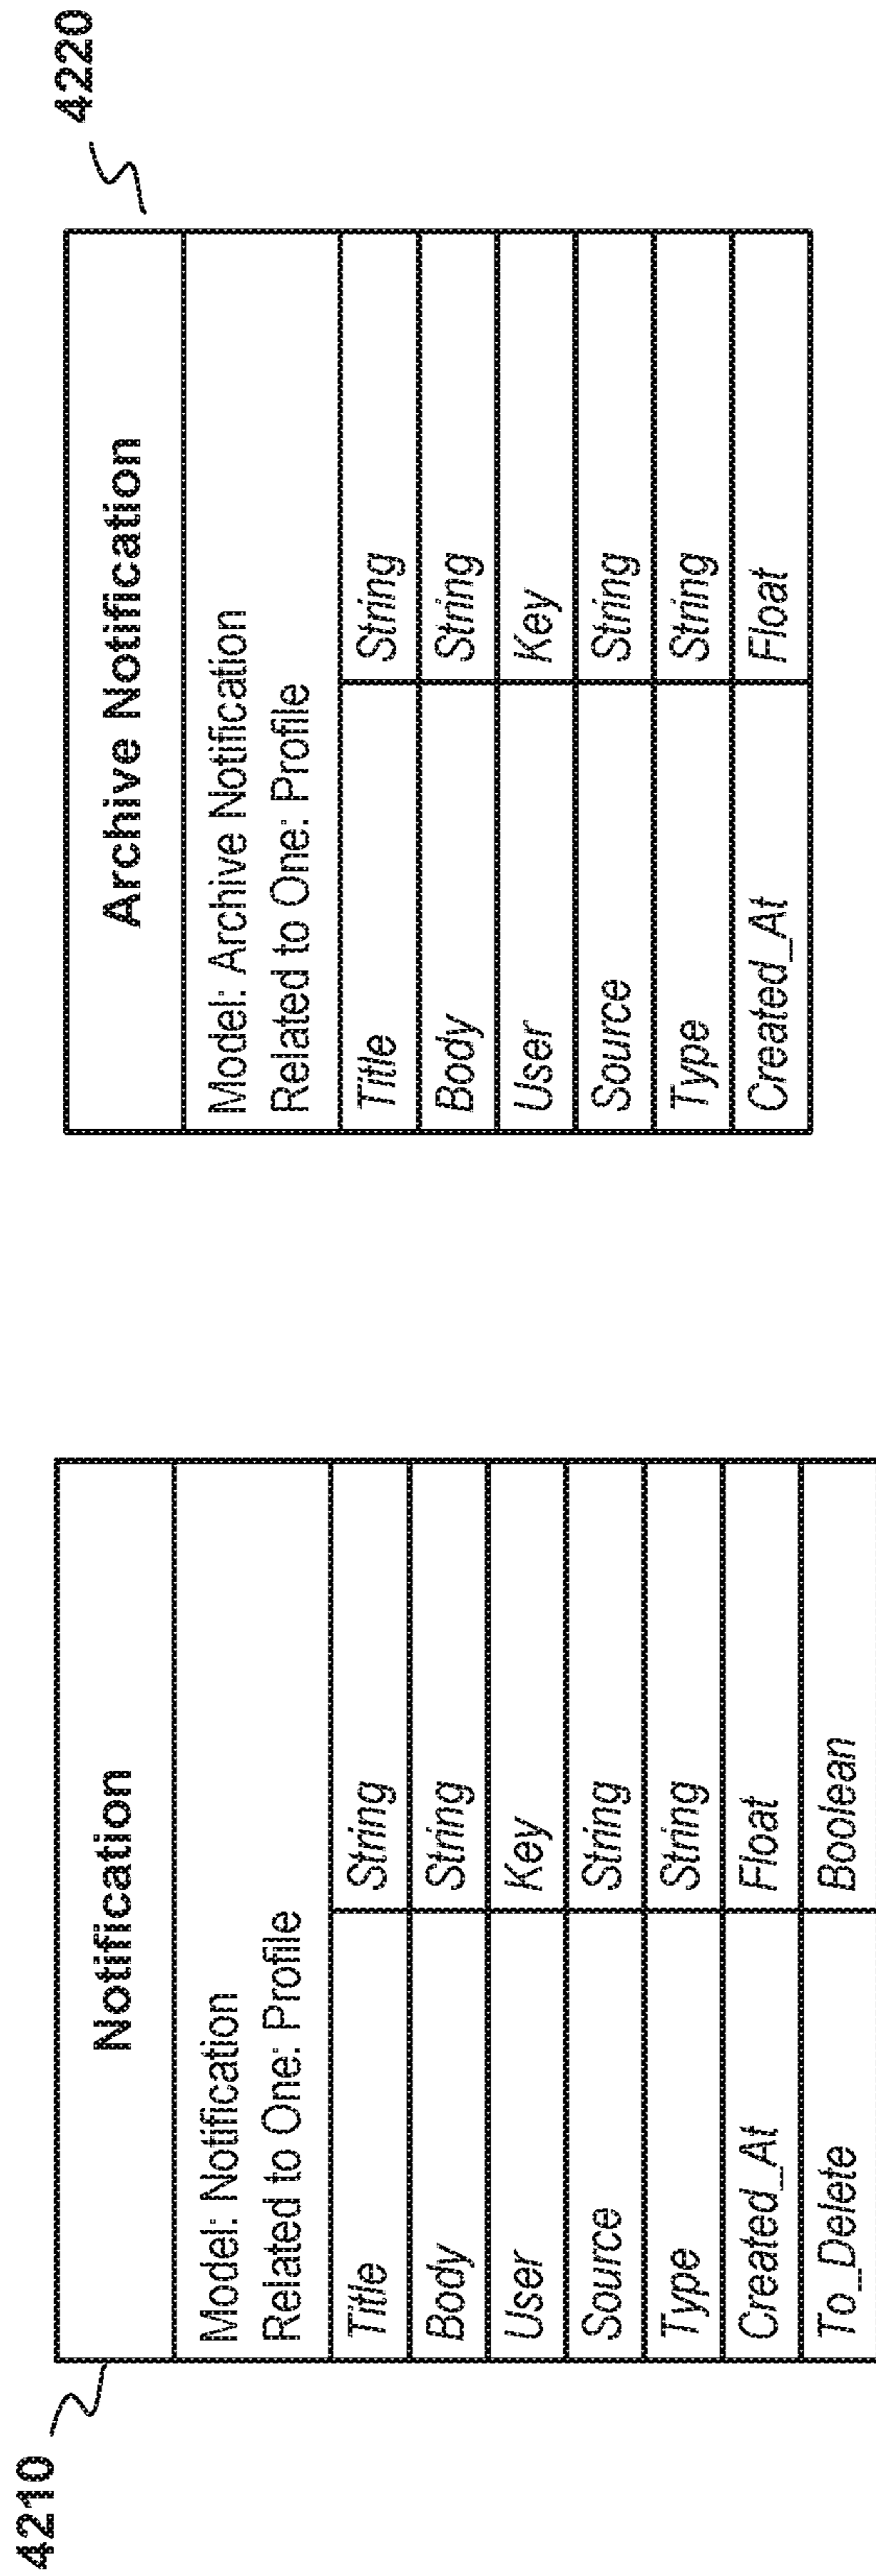 4210
Notification
Model: Notification
Related to One: Profile
Title String
Body String
User Key
Source String
Type String
Created_At Float
To_Delete Boolean
4220
Archive Notification
Model: Archive Notification
Related to One: Profile
Title String
Body String
User Key
Source String
Type String
Created_At Float